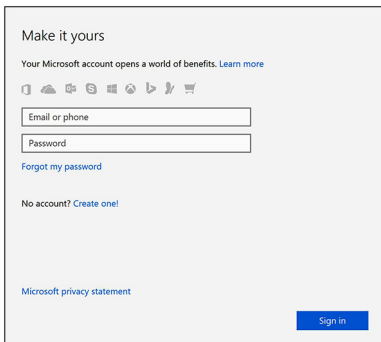 Make it yours
Your Microsoft account opens a world of benefits. Learn more
Email or phone
Password
Forgot my password
No account? Create one!
Microsoft privacy statement
Sign in